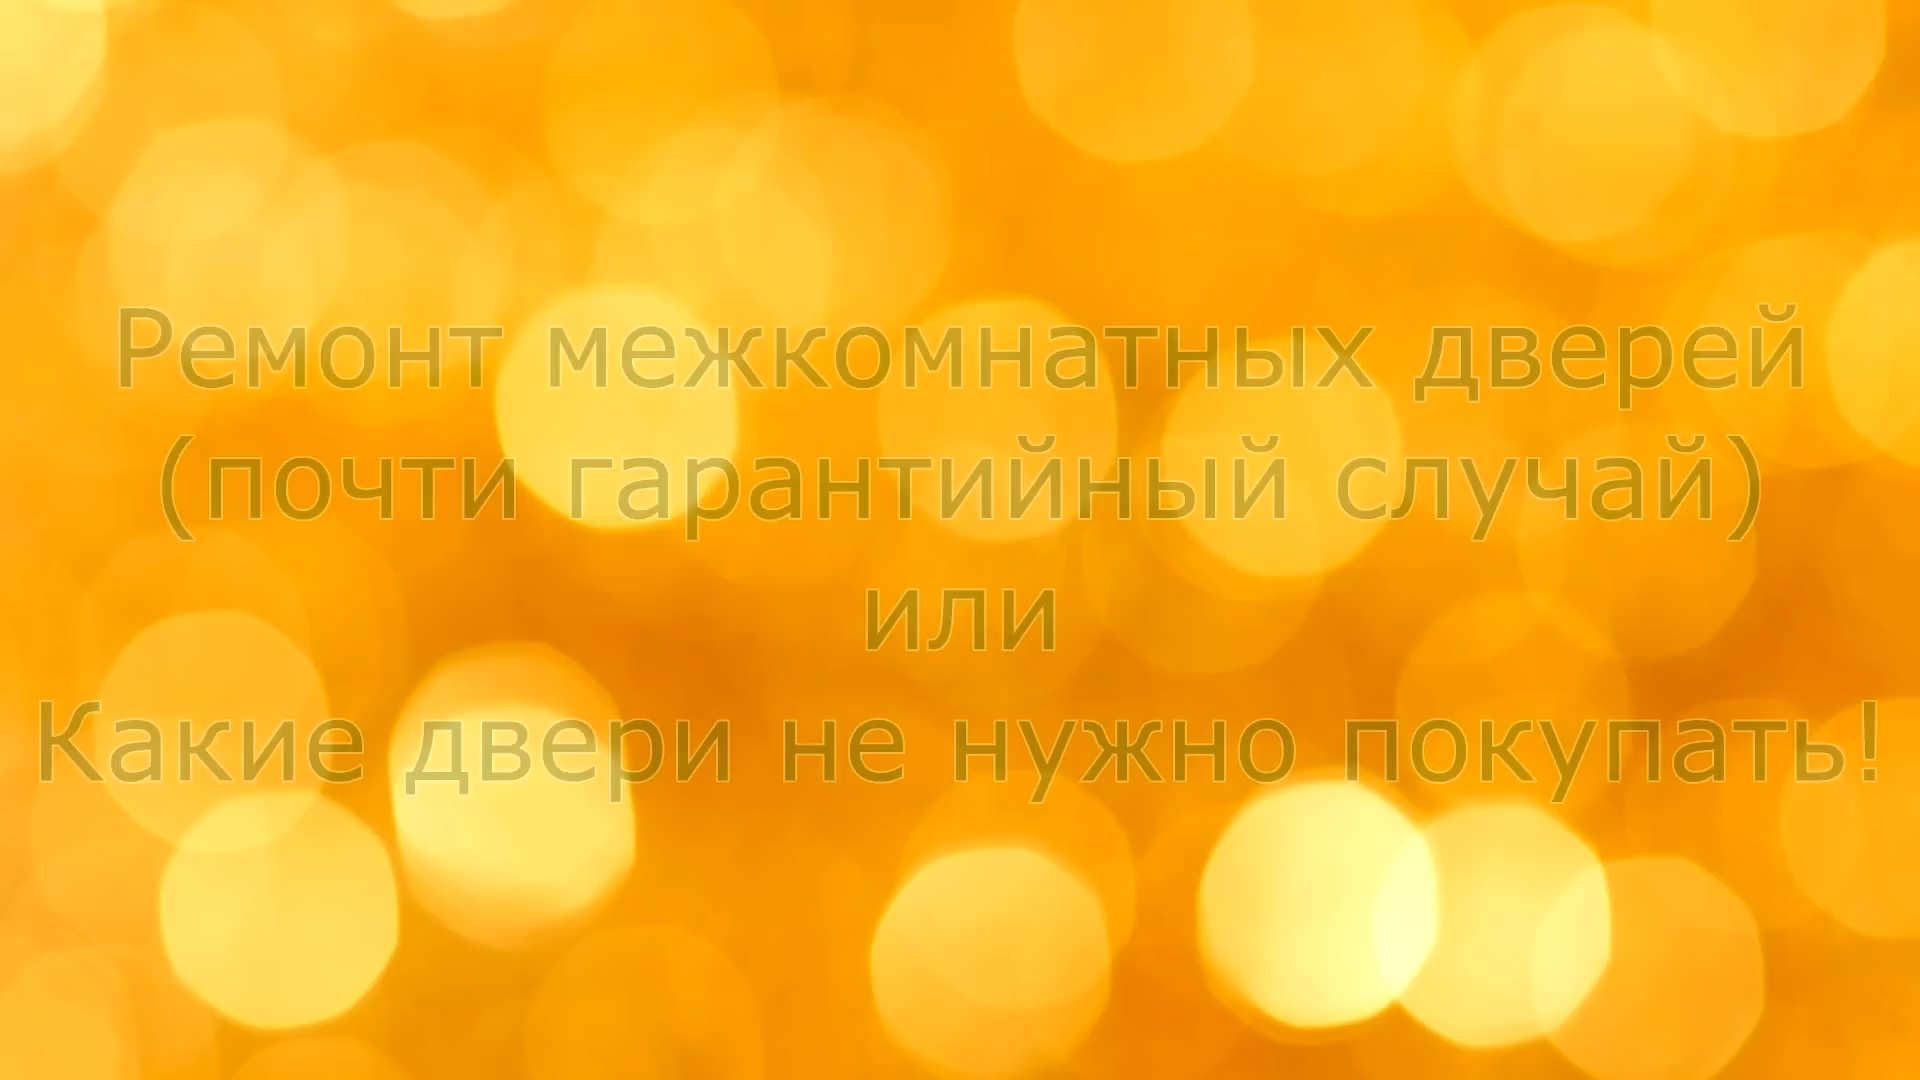 Ремонт межкомнатных дверей
(почти гарантийный случай)
или
Какие двери не нужно покупать!